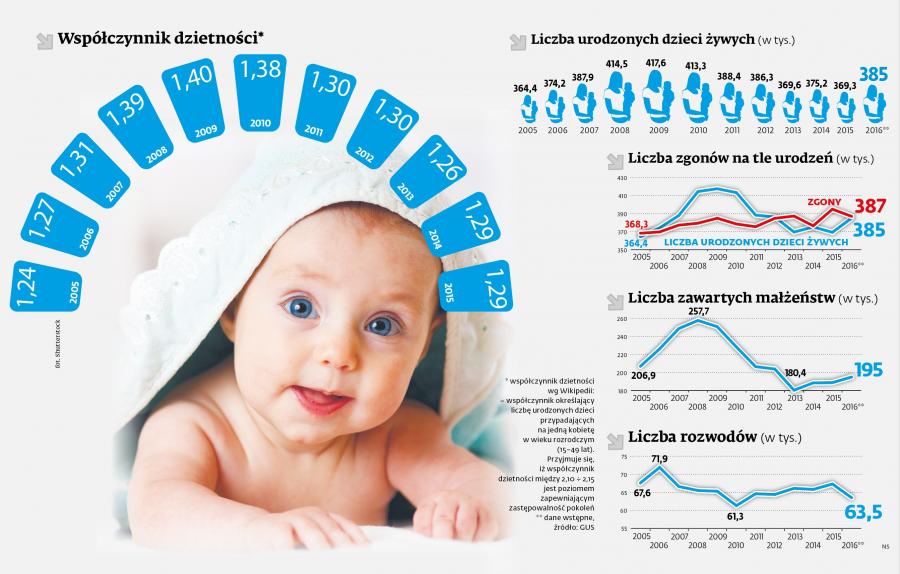 Współczynnik dzietności*
1,24
2005
1,27
2006
1,31
2007
1,39
2008
1,40
2009
1,38
2010
1,30
2011
1,30
2012
1,26
2013
1,29
2014
1,29
2015
fot. Shutterstock
* współczynnik dzietności
wg Wikipedii:
– współczynnik określający
liczbę urodzonych dzieci
przypadających
na jedną kobietę
w wieku rozrodczym
(15–49 lat).
Przyjmuje się,
iż współczynnik
dzietności między 2,10 ÷ 2,15
jest poziomem
zapewniającym
zastępowalność pokoleń
** dane wstępne,
źródło: GUS
Liczba urodzonych dzieci żywych (w tys.)
364,4 374,2 387,9 414,5 417,6 413,3 388,4 386,3 369,6 375,2 369,3 385
2005 2006 2007 2008 2009 2010 2011 2012 2013 2014 2015 2016**
Liczba zgonów na tle urodzeń (w tys.)
410
410
390
370
350
368,3
364,4
ZGONY
387
385
LICZBA URODZONYCH DZIECI ŻYWYCH
2005 2007 2009 2011 2013 2015
2006 2008 2010 2012 2014 2016**
Liczba zawartych małżeństw (w tys.)
260
240
220
200
180
206,9
257,7
180,4
195
2005 2007 2009 2011 2013 2015
2006 2008 2010 2012 2014 2016**
Liczba rozwodów (w tys.)
75
70
65
60
55
67,6
71,9
61,3
63,5
2005 2007 2009 2011 2013 2015
2006 2008 2010 2012 2014 2016**
NS